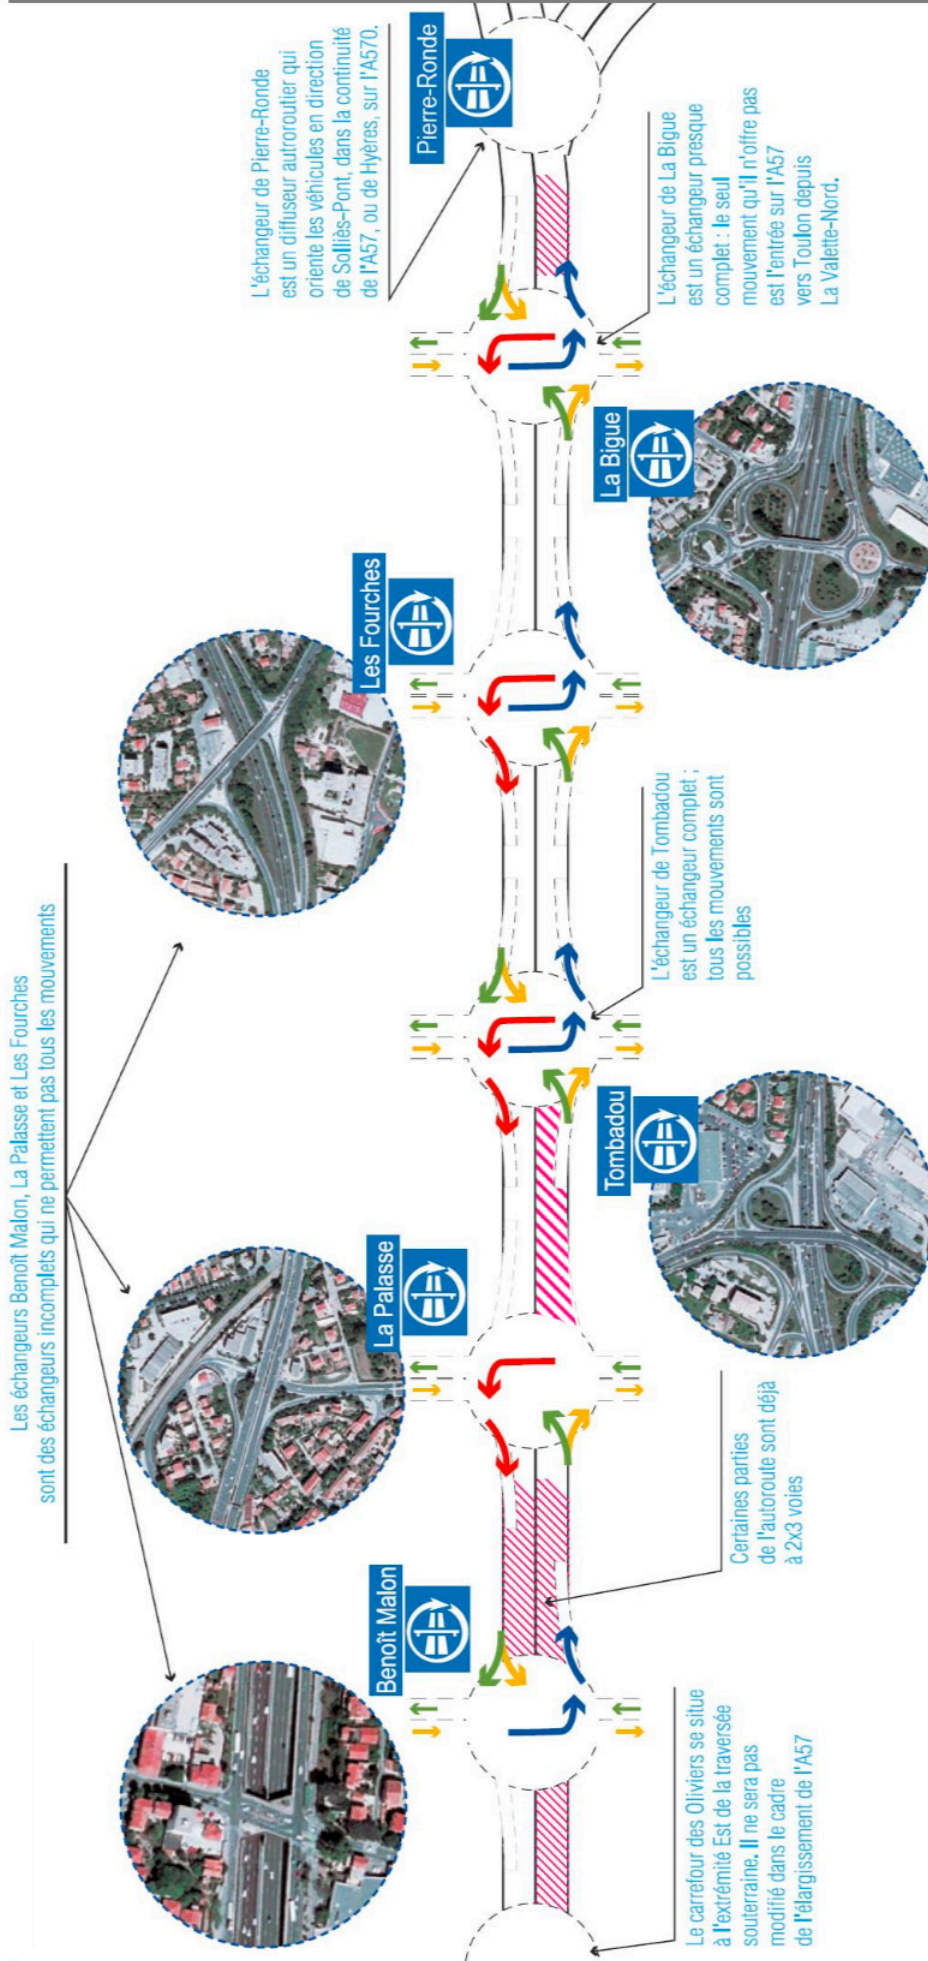 Les échangeurs Benoît Malon, La Palasse et Les Fourches
sont des échangeurs incomplets qui ne permettent pas tous les mouvements
Benoît Malon
La Palasse
Les Fourches
L'échangeur de Pierre-Ronde
est un diffuseur autoroutier qui
oriente les véhicules en direction
de Solliès-Pont, dans la continuité
de l'A57, ou de Hyères, sur l'A570.
Pierre-Ronde
Tombadou
La Bigue
Le carrefour des Oliviers se situe
à l'extrémité Est de la traversée
souterraine. Il ne sera pas
modifié dans le cadre
de l'élargissement de l'A57
Certaines parties
de l'autoroute sont déjà
à 2x3 voies
L'échangeur de Tombadou
est un échangeur complet ;
tous les mouvements sont
possibles
L'échangeur de La Bigue
est un échangeur presque
complet : le seul
mouvement qu'il n'offre pas
est l'entrée sur l'A57
vers Toulon depuis
La Valette-Nord.